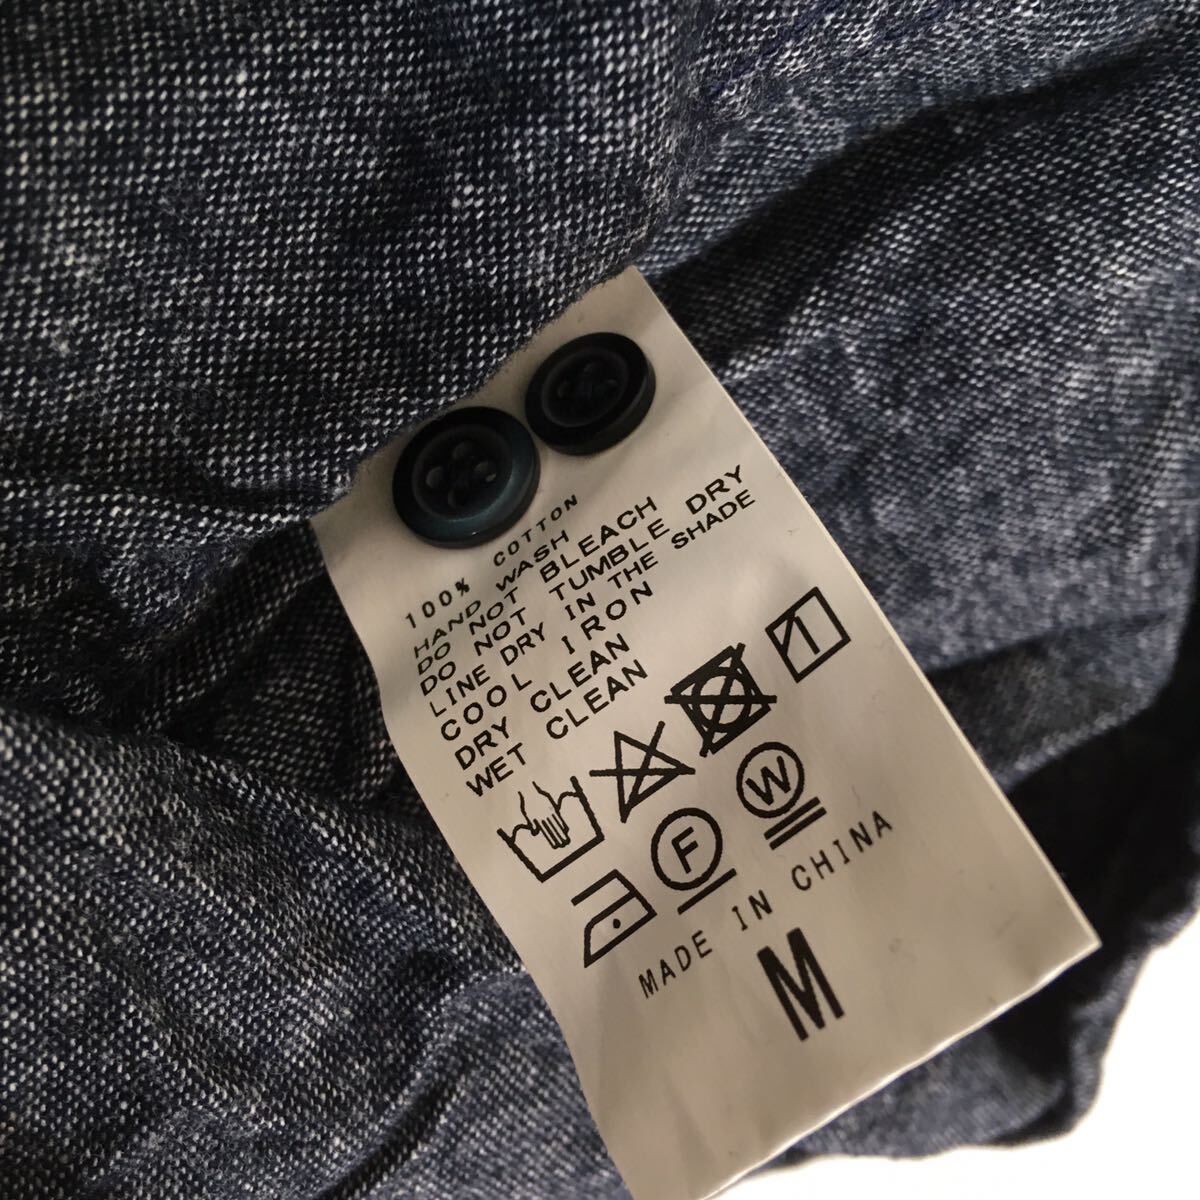 100% COTTON
HAND WASH
DO NOT BLEACH
DO NOT TUMBLE DRY
LINE DRY IN THE SHADE
COOL IRON
DRY CLEAN
WET CLEAN
F
W
MADE IN CHINA
M